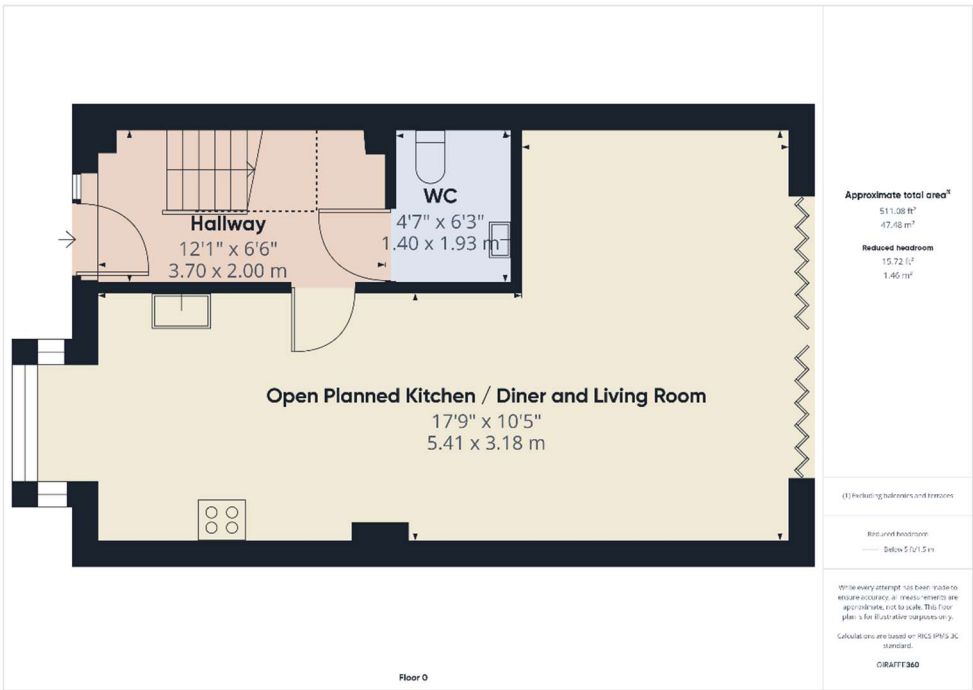 Hallway
12'1" x 6'6"
3.70 x 2.00 m
WC
4'7" x 6'3"
1.40 x 1.93 m
Open Planned Kitchen / Diner and Living Room
17'9" x 10'5"
5.41 x 3.18 m
Floor 0
Approximate total area⁽¹⁾
511.08 ft²
47.48 m²
Reduced headroom
15.72 ft²
1.46 m²
(1) Excluding balconies and terraces
Reduced headroom
Below 5 ft/1.5 m
While every attempt has been made to
ensure accuracy, all measurements are
approximate, not to scale. This floor
plan is for illustrative purposes only.
Calculations are based on RICS IPMS 3C
standard.
GIRAFFE360